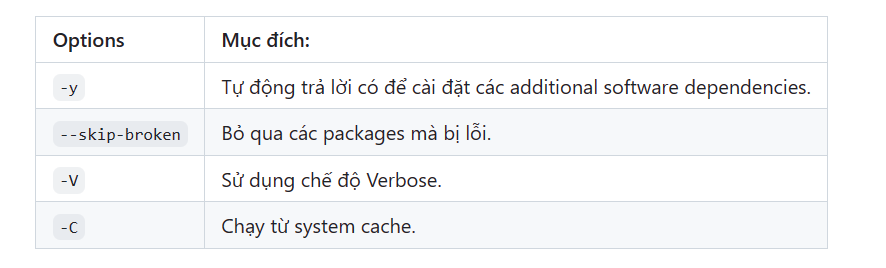 Options Mục đích:
-y Tự động trả lời có để cài đặt các additional software dependencies.
--skip-broken Bỏ qua các packages mà bị lỗi.
-V Sử dụng chế độ Verbose.
-C Chạy từ system cache.